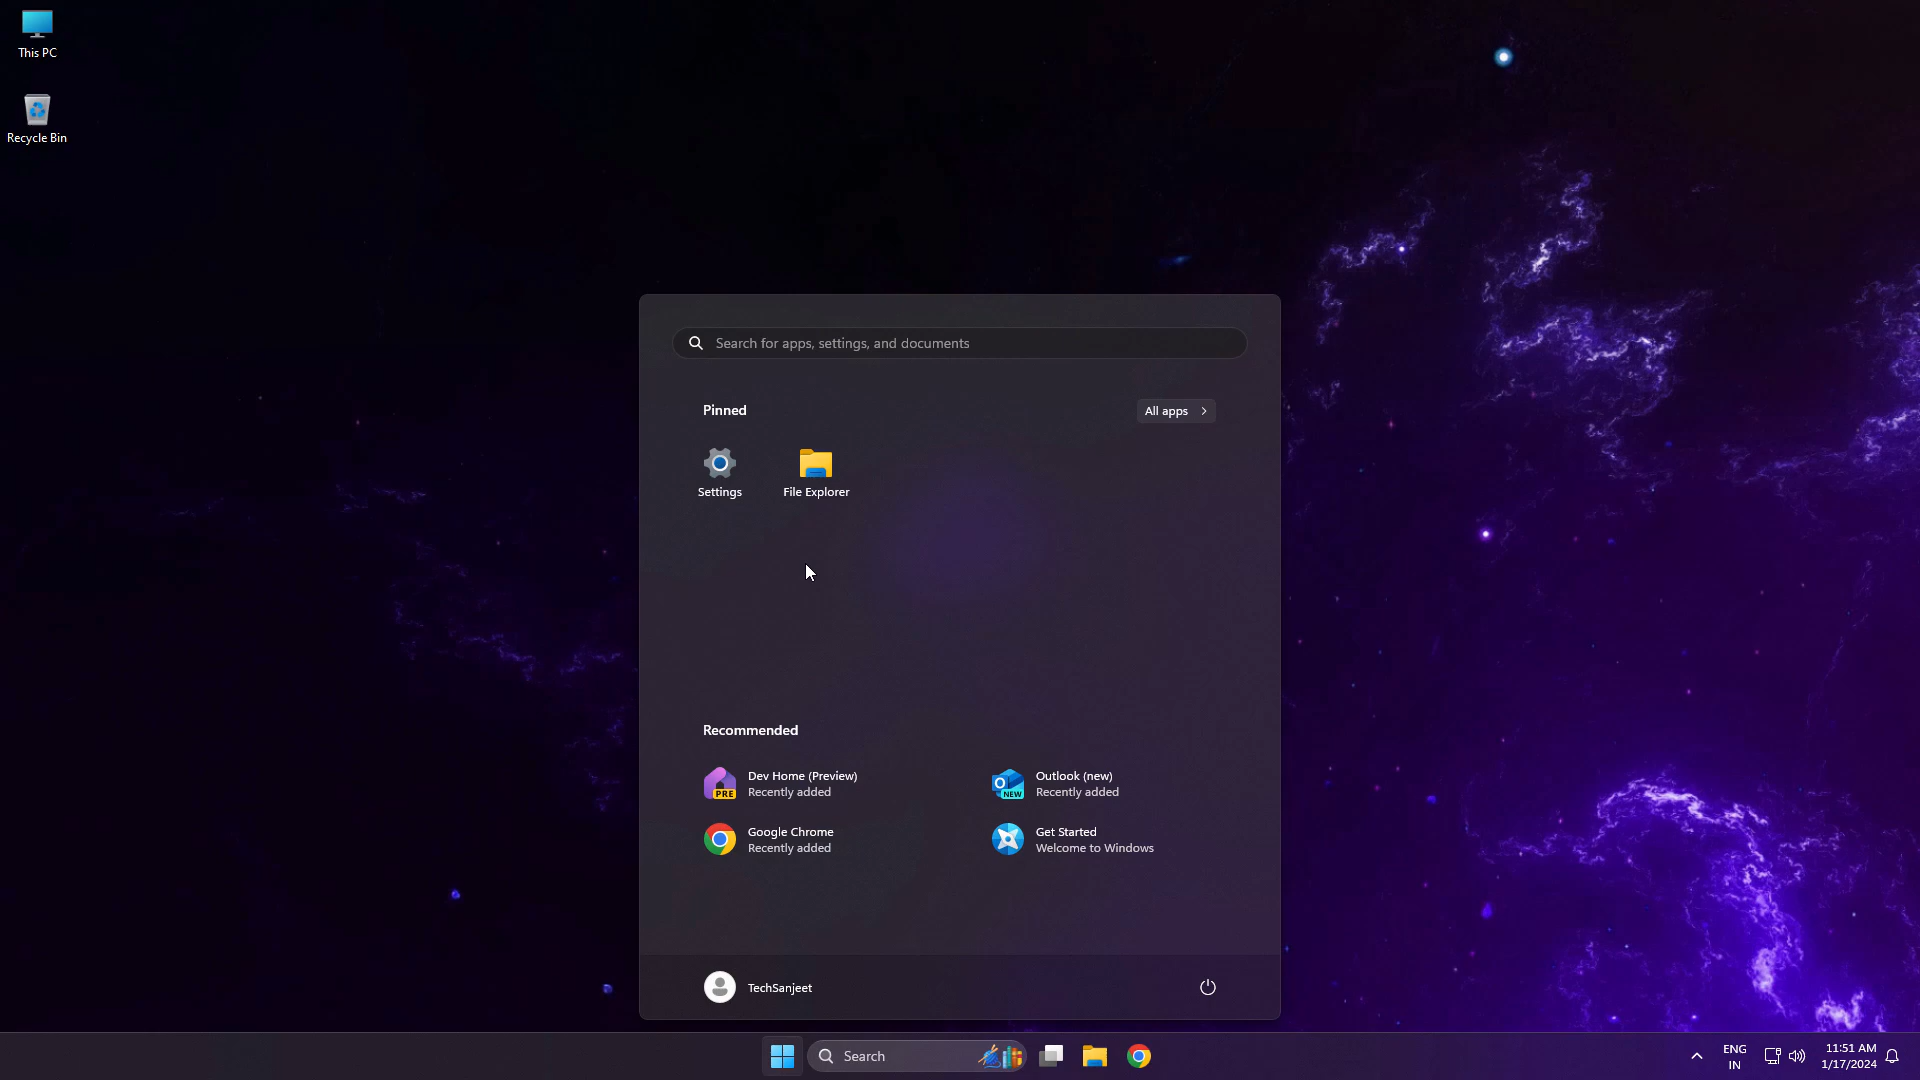 This PC
Recycle Bin
Search for apps, settings, and documents
Pinned
All apps
Settings
File Explorer
Recommended
Dev Home (Preview)
Recently added
Outlook (new)
Recently added
PRE
NEW
Google Chrome
Recently added
Get Started
Welcome to Windows
TechSanjeet
Search
ENG
IN
11:51 AM
1/17/2024